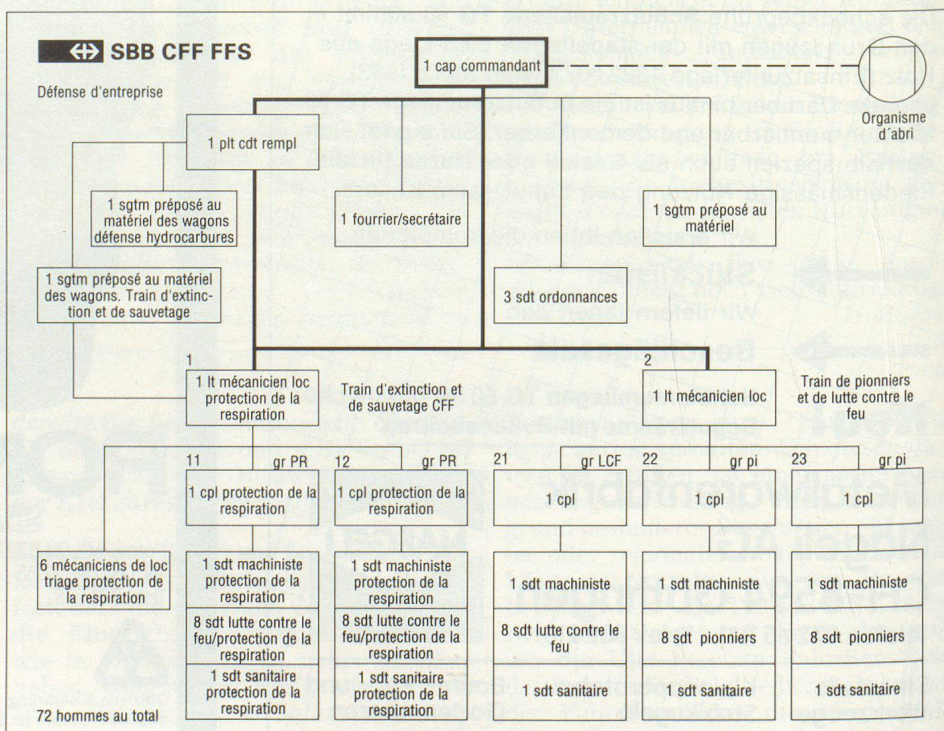 SBB CFF FFS
Défense d'entreprise
1 cap commandant
Organisme
d´abri
1 plt cdt rempl
1 sgtm préposé au
matériel des wagons
défense hydrocarbures
1 fourrier/secrétaire
1 sgtm préposé au
matériel
1 sgtm préposé au matériel
des wagons. Train d'extinc-
tion et de sauvetage
3 sdt ordonnances
1
1 lt mécanicien loc
protection de la
respiration
Train d'extinction et
de sauvetage CFF
2
1 lt mécanicien loc
Train de pionniers
et de lutte contre le
feu
11 gr PR
12 gr PR
21 gr LCF
22 gr pi
23 gr pi
1 cpl protection de la
respiration
1 cpl protection de la
respiration
1 cpl
1 cpl
1 cpl
6 mécaniciens de loc
triage protection de
la respiration
1 sdt machiniste
protection de la
respiration
1 sdt machiniste
protection de la
respiration
1 sdt machiniste
1 sdt machiniste
1 sdt machiniste
8 sdt lutte contre le
feu/protection de la
respiration
8 sdt lutte contre le
feu/protection de la
respiration
8 sdt lutte contre le
feu
8 sdt pionniers
8 sdt pionniers
1 sdt sanitaire
protection de la
respiration
1 sdt sanitaire
protection de la
respiration
1 sdt sanitaire
1 sdt sanitaire
1 sdt sanitaire
72 hommes au total